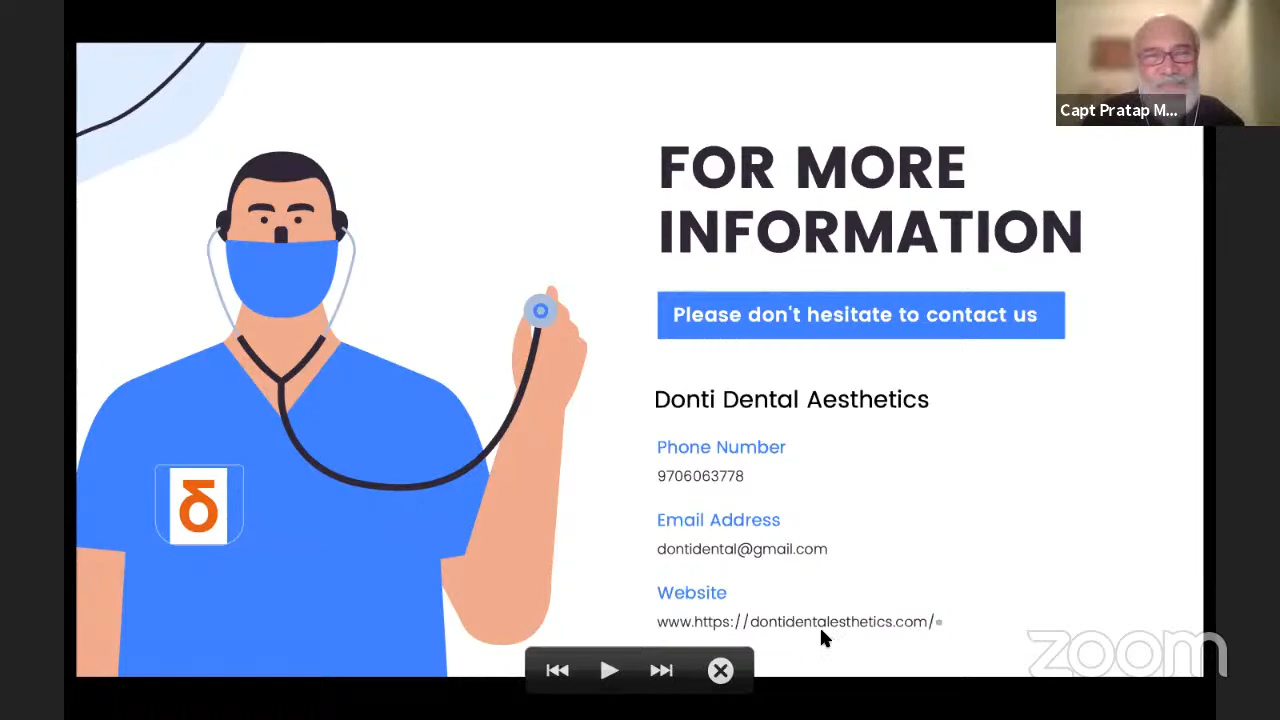 Capt Pratap M...
FOR MORE
INFORMATION
Please don't hesitate to contact us
Donti Dental Aesthetics
Phone Number
9706063778
Email Address
dontidental@gmail.com
Website
www.https://dontidentalesthetics.com/
δ
zoom